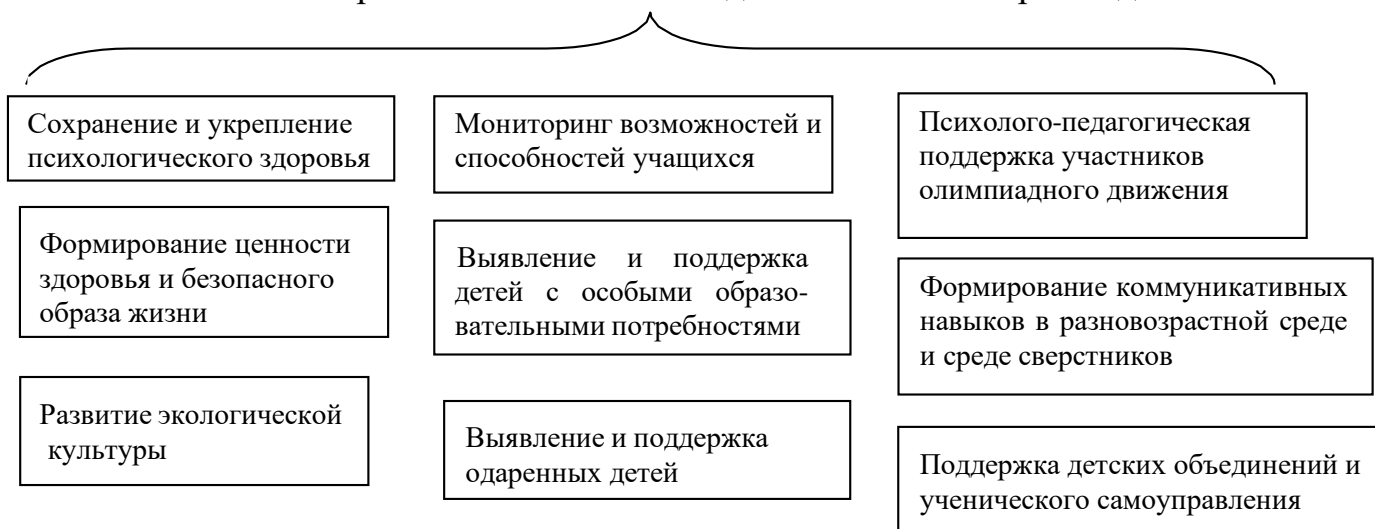 Сохранение и укрепление
психологического здоровья
Формирование ценности
здоровья и безопасного
образа жизни
Развитие экологической
культуры
Мониторинг возможностей и
способностей учащихся
Выявление и поддержка
детей с особыми образо-
вательными потребностями
Выявление и поддержка
одаренных детей
Психолого-педагогическая
поддержка участников
олимпиадного движения
Формирование коммуникативных
навыков в разновозрастной среде
и среде сверстников
Поддержка детских объединений и
ученического самоуправления